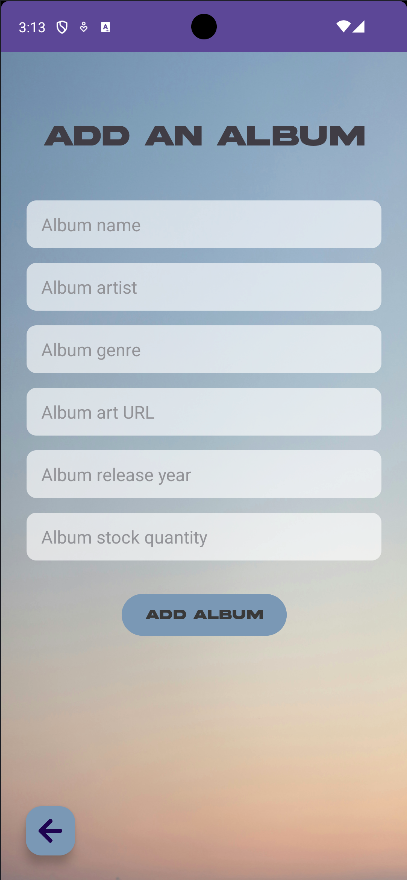 3:13
ADD AN ALBUM
Album name
Album artist
Album genre
Album art URL
Album release year
Album stock quantity
ADD ALBUM